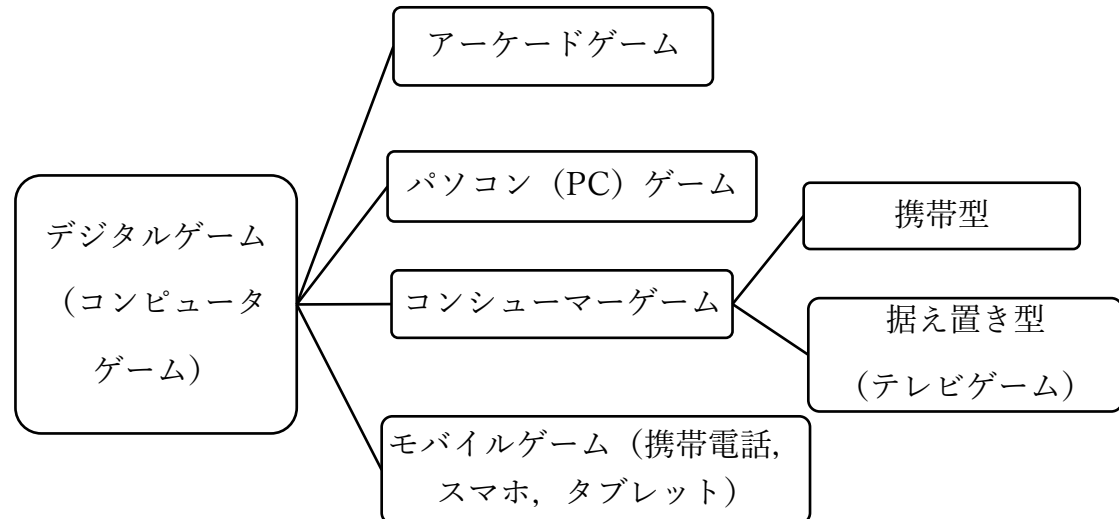 アーケードゲーム
パソコン（PC）ゲーム
デジタルゲーム
（コンピュータ
ゲーム）
コンシューマーゲーム
携帯型
据え置き型
（テレビゲーム）
モバイルゲーム（携帯電話,
スマホ，タブレット）